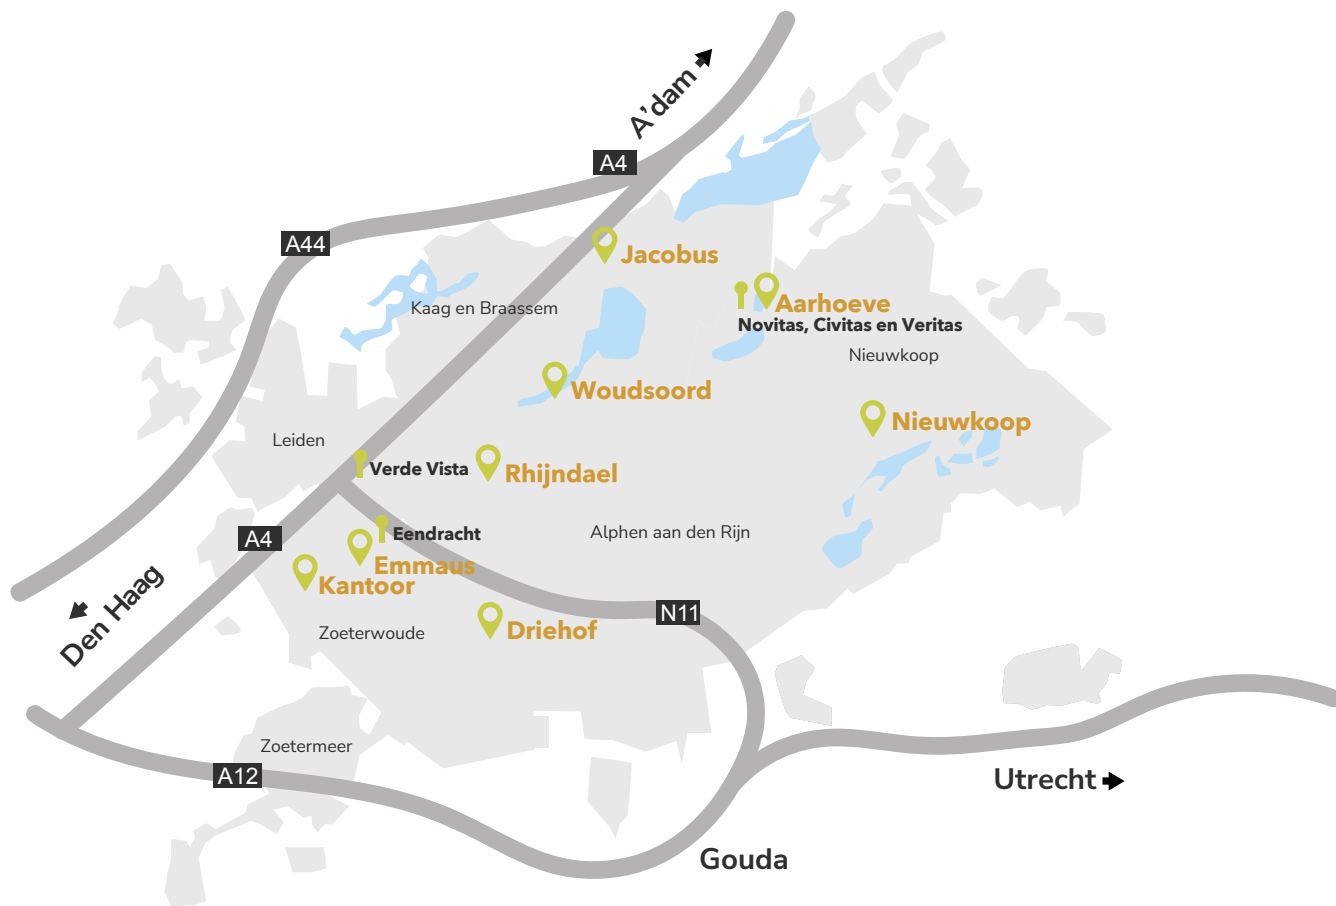 A'dam
A4
A44
Jacobus
Kaag en Braassem
Aarhoeve
Novitas, Civitas en Veritas
Nieuwkoop
Woudsoord
Nieuwkoop
Leiden
Verde Vista
Rhijndael
A4
Eendracht
Alphen aan den Rijn
Emmaus
Kantoor
Den Haag
N11
Zoeterwoude
Driehof
Zoetermeer
A12
Utrecht
Gouda